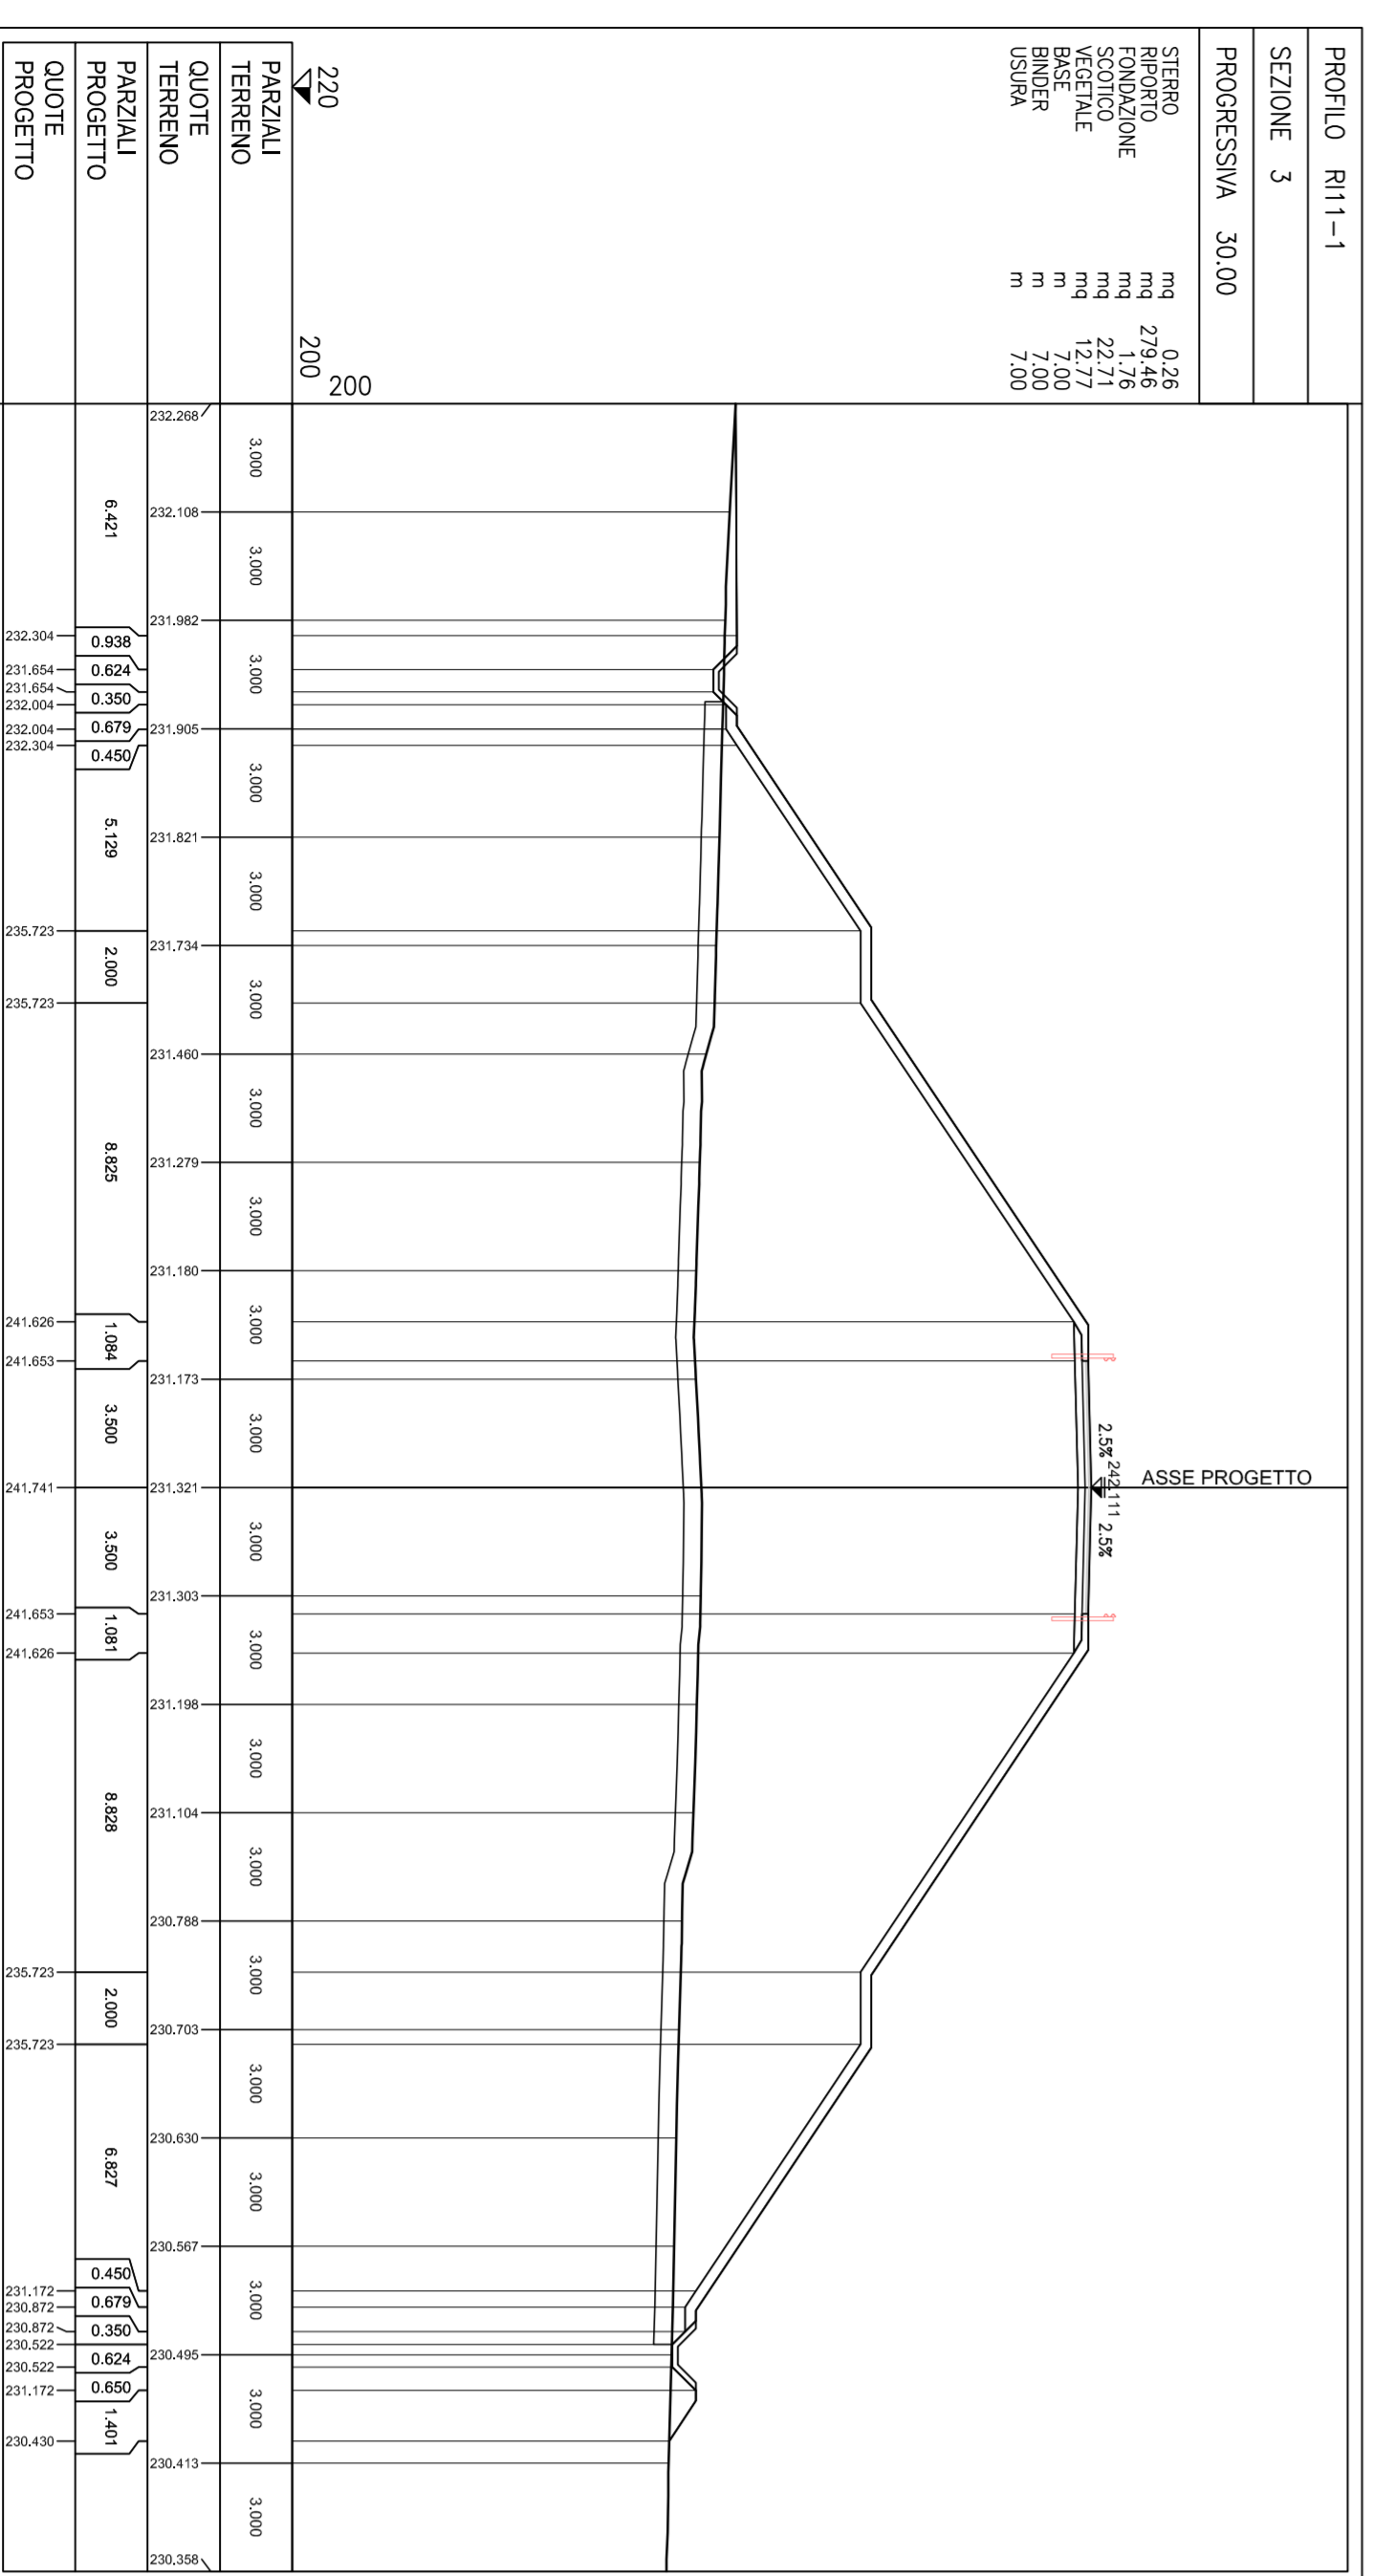 PROFILO RI11-1
SEZIONE 3
PROGRESSIVA 30.00
STERRO mq 0.26
RIPORTO mq 279.46
FONDAZIONE mq 1.76
SCOTICO mq 22.71
VEGETALE mq 12.77
BASE m 7.00
BINDER m 7.00
USURA m 7.00
ASSE PROGETTO
2.5% 242.111 2.5%
220
200
200
PARZIALI TERRENO 3.000 3.000 3.000 3.000 3.000 3.000 3.000 3.000 3.000 3.000 3.000 3.000 3.000 3.000 3.000 3.000 3.000 3.000 3.000 3.000
QUOTE TERRENO 232.268 232.108 231.982 231.905 231.821 231.734 231.460 231.279 231.180 231.173 231.321 231.303 231.198 231.104 230.788 230.703 230.630 230.567 230.495 230.413 230.358
PARZIALI PROGETTO 6.421 0.938 0.624 0.350 0.679 0.450 5.129 2.000 8.825 1.084 3.500 3.500 1.081 8.828 2.000 6.827 0.450 0.679 0.350 0.624 0.650 1.401
QUOTE PROGETTO 232.304 231.654 231.654 232.004 232.004 232.304 235.723 235.723 241.626 241.653 241.741 241.653 241.626 235.723 235.723 231.172 230.872 230.872 230.522 230.522 231.172 230.430